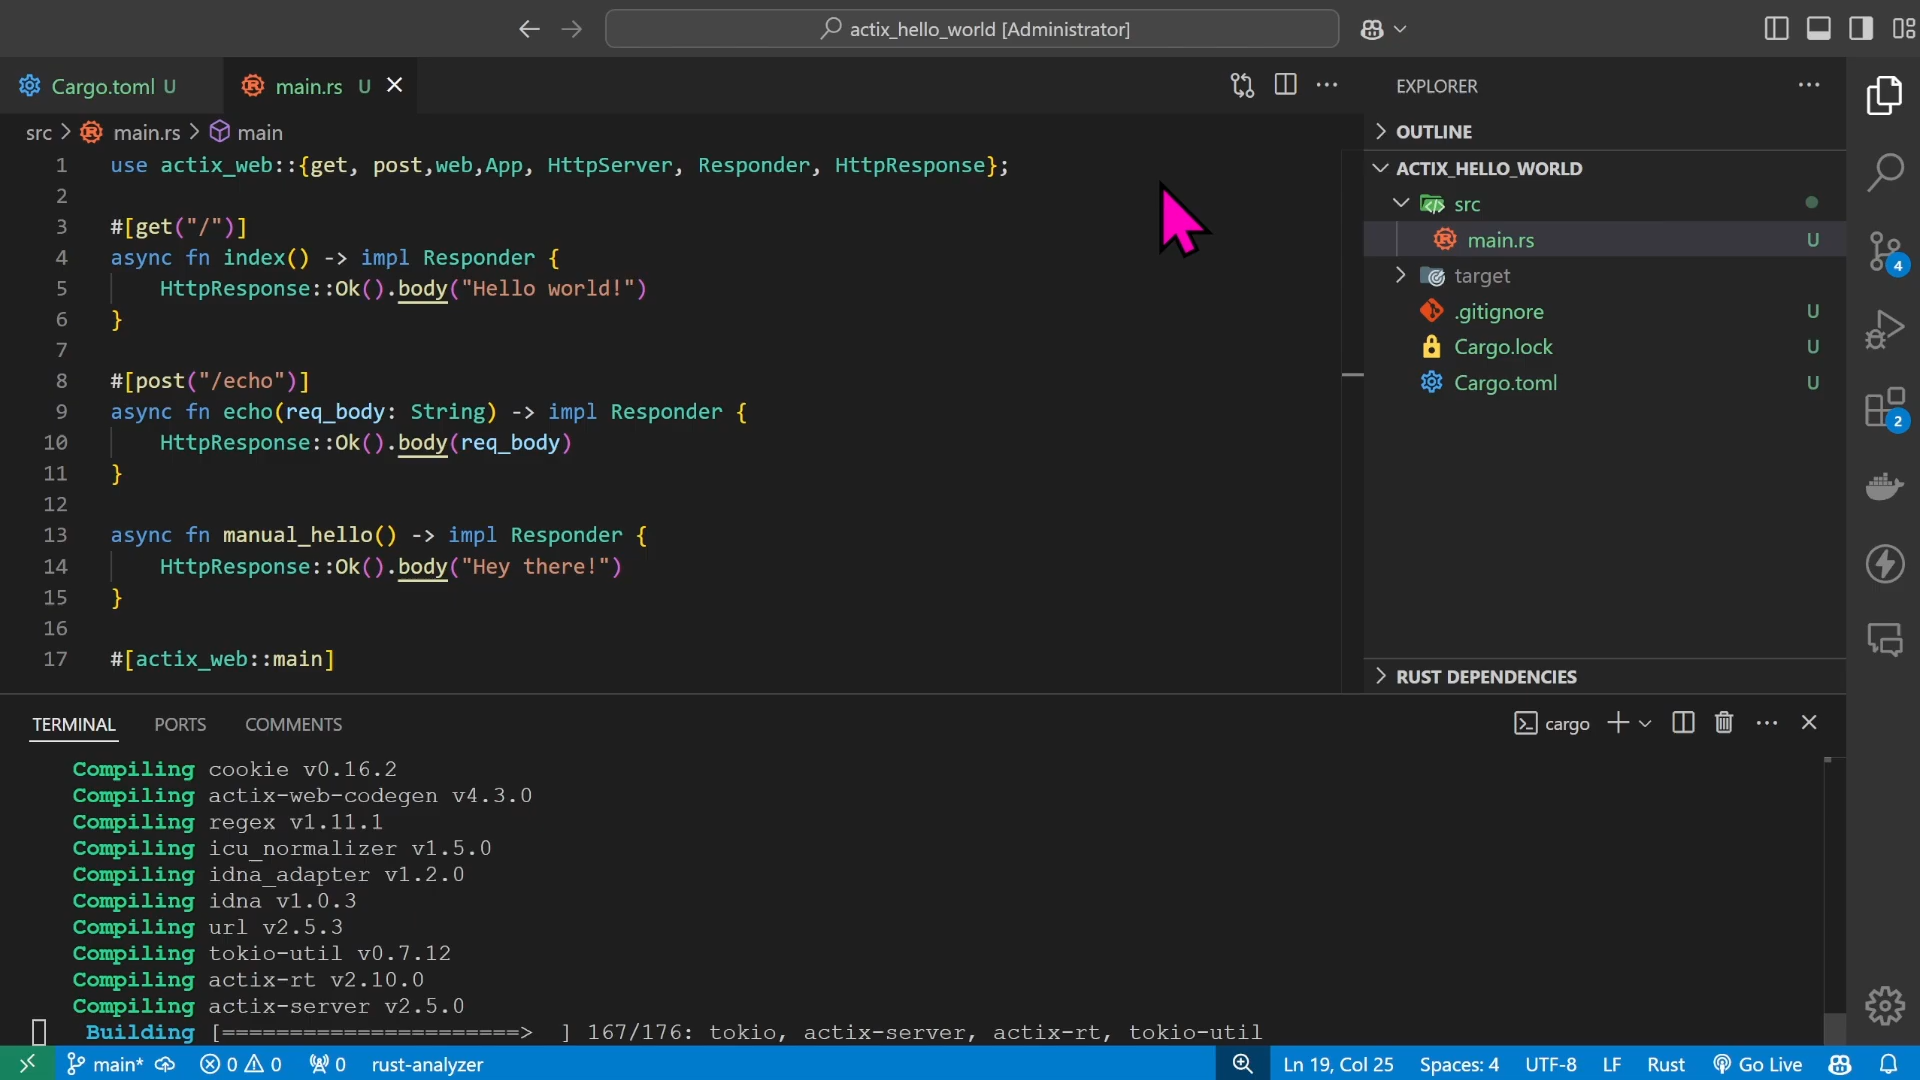 actix_hello_world [Administrator]
Cargo.toml U
main.rs U
EXPLORER
src > main.rs > main
OUTLINE
1 use actix_web::{get, post,web,App, HttpServer, Responder, HttpResponse};
2
3 #[get("/")]
4 async fn index() -> impl Responder {
5 HttpResponse::Ok().body("Hello world!")
6 }
7
8 #[post("/echo")]
9 async fn echo(req_body: String) -> impl Responder {
10 HttpResponse::Ok().body(req_body)
11 }
12
13 async fn manual_hello() -> impl Responder {
14 HttpResponse::Ok().body("Hey there!")
15 }
16
17 #[actix_web::main]
ACTIX_HELLO_WORLD
src
main.rs U
target
.gitignore U
Cargo.lock U
Cargo.toml U
RUST DEPENDENCIES
4
2
TERMINAL PORTS COMMENTS
cargo
Compiling cookie v0.16.2
Compiling actix-web-codegen v4.3.0
Compiling regex v1.11.1
Compiling icu_normalizer v1.5.0
Compiling idna_adapter v1.2.0
Compiling idna v1.0.3
Compiling url v2.5.3
Compiling tokio-util v0.7.12
Compiling actix-rt v2.10.0
Compiling actix-server v2.5.0
Building [======================>  ] 167/176: tokio, actix-server, actix-rt, tokio-util
main* 0 0 0 rust-analyzer Ln 19, Col 25 Spaces: 4 UTF-8 LF Rust Go Live